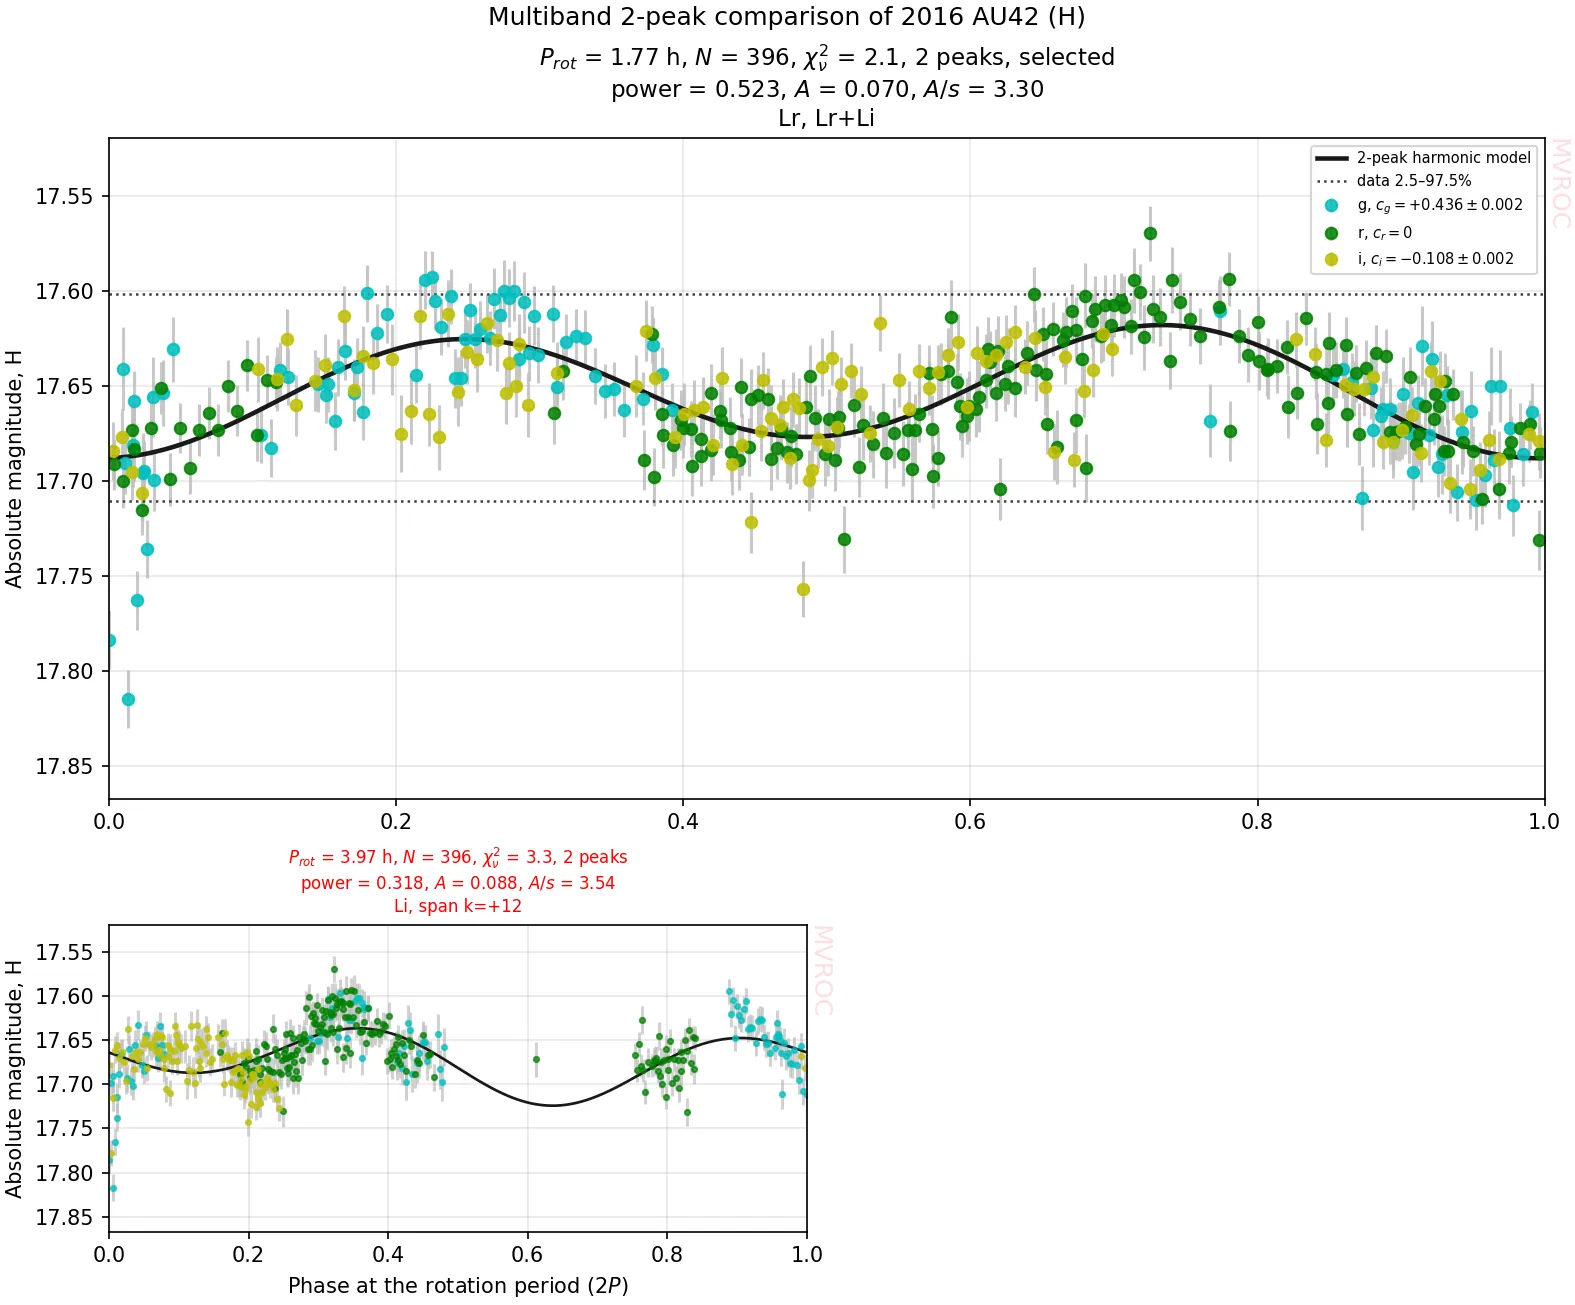 Multiband 2-peak comparison of 2016 AU42 (H)
P_rot = 1.77 h, N = 396, χ²_ν = 2.1, 2 peaks, selected
power = 0.523, A = 0.070, A/s = 3.30
Lr, Lr+Li
MVROC
2-peak harmonic model
data 2.5–97.5%
g, c_g = +0.436 ± 0.002
r, c_r = 0
i, c_i = −0.108 ± 0.002
17.55
17.60
17.65
17.70
17.75
17.80
17.85
Absolute magnitude, H
0.0 0.2 0.4 0.6 0.8 1.0
P_rot = 3.97 h, N = 396, χ²_ν = 3.3, 2 peaks
power = 0.318, A = 0.088, A/s = 3.54
Li, span k=+12
MVROC
17.55
17.60
17.65
17.70
17.75
17.80
17.85
Absolute magnitude, H
0.0 0.2 0.4 0.6 0.8 1.0
Phase at the rotation period (2P)